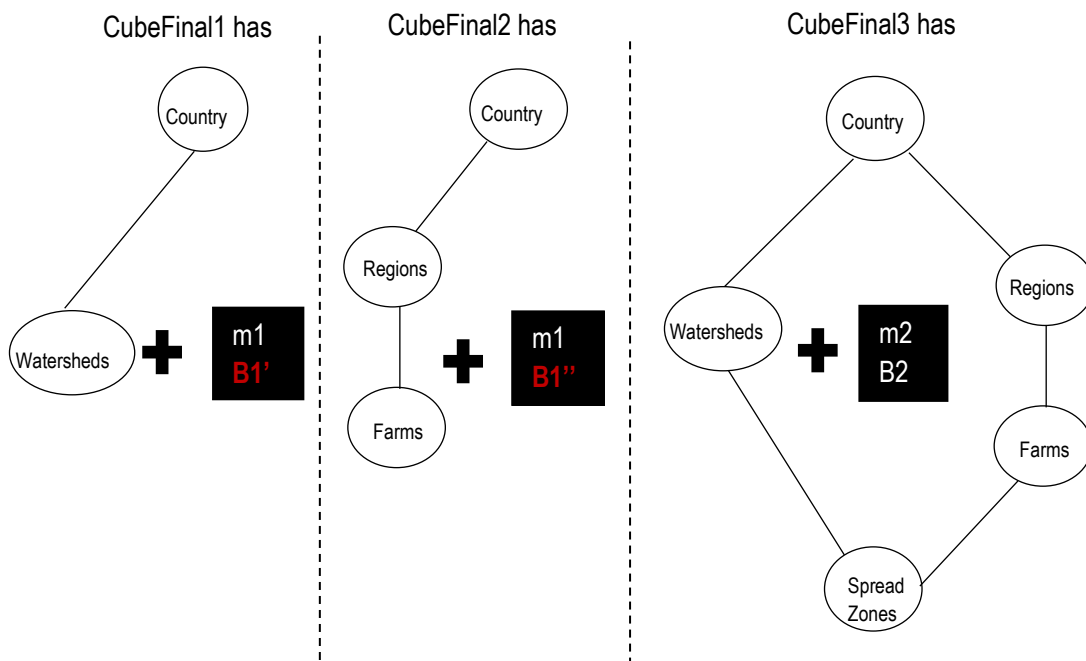 CubeFinal1 has
Country
Watersheds
m1
B1’
CubeFinal2 has
Country
Regions
Farms
m1
B1’’
CubeFinal3 has
Country
Regions
Watersheds
m2
B2
Farms
Spread
Zones